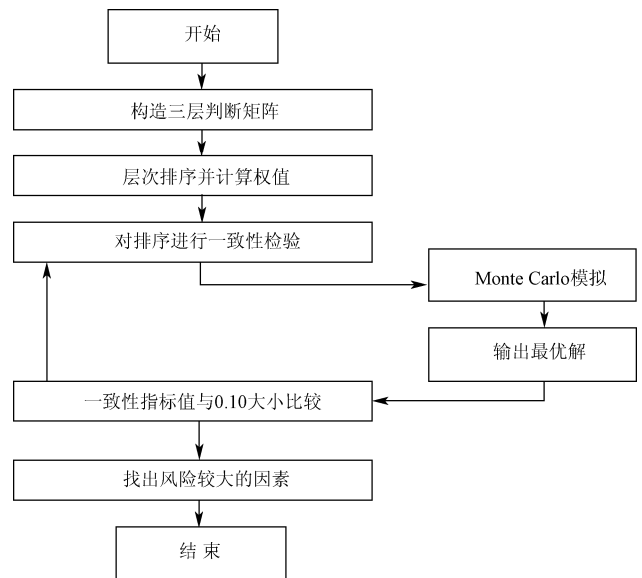 开始
构造三层判断矩阵
层次排序并计算权值
对排序进行一致性检验
Monte Carlo模拟
输出最优解
一致性指标值与0.10大小比较
找出风险较大的因素
结 束